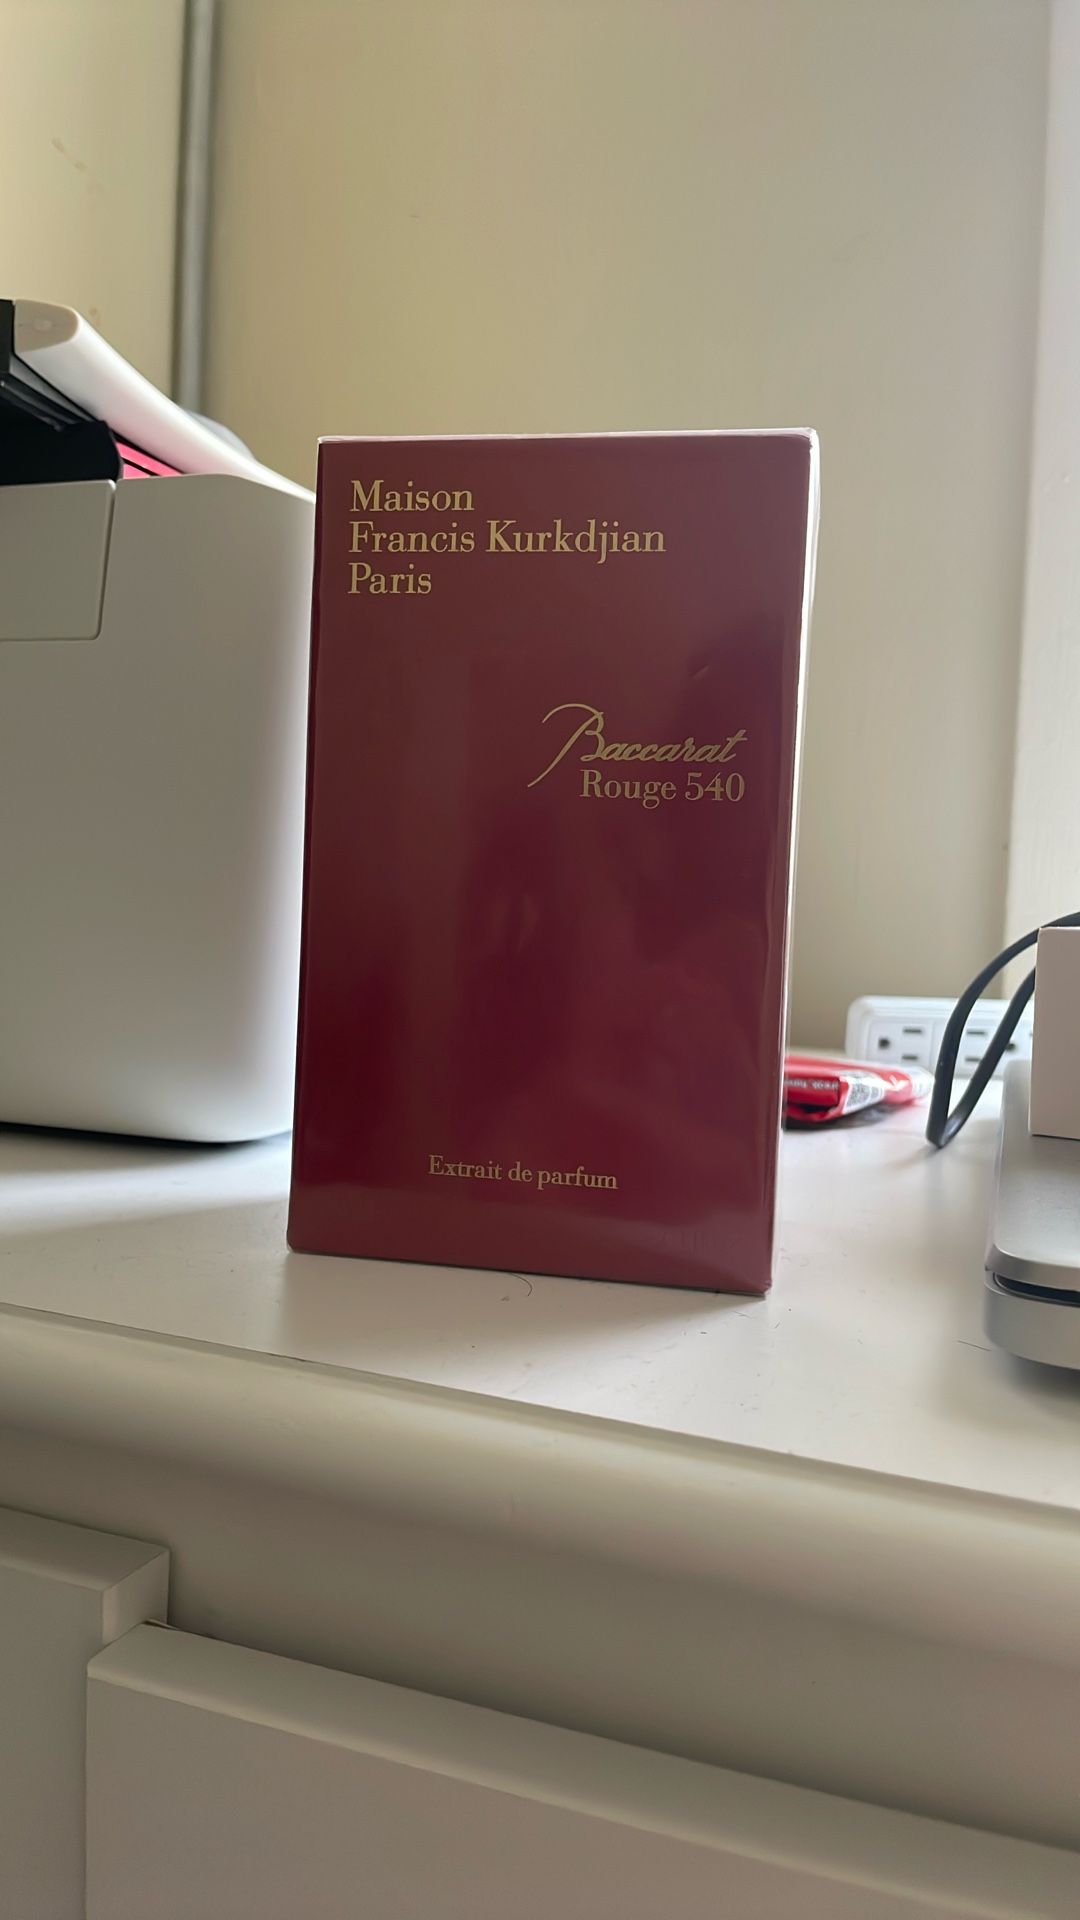 Maison
Francis Kurkdjian
Paris
Baccarat
Rouge 540
Extrait de parfum